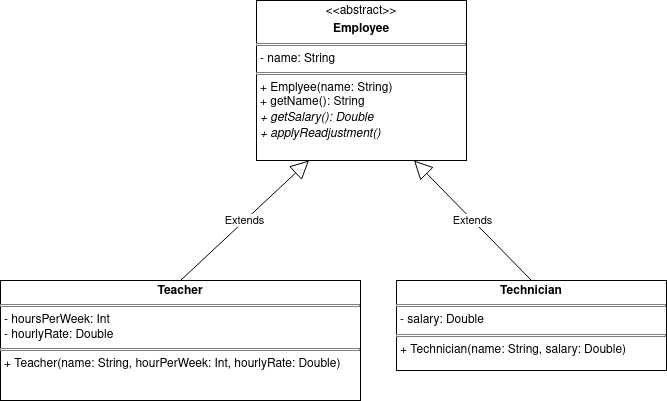 <<abstract>>
Employee
- name: String
+ Emplyee(name: String)
+ getName(): String
+ getSalary(): Double
+ applyReadjustment()
Extends
Extends
Teacher
- hoursPerWeek: Int
- hourlyRate: Double
+ Teacher(name: String, hourPerWeek: Int, hourlyRate: Double)
Technician
- salary: Double
+ Technician(name: String, salary: Double)